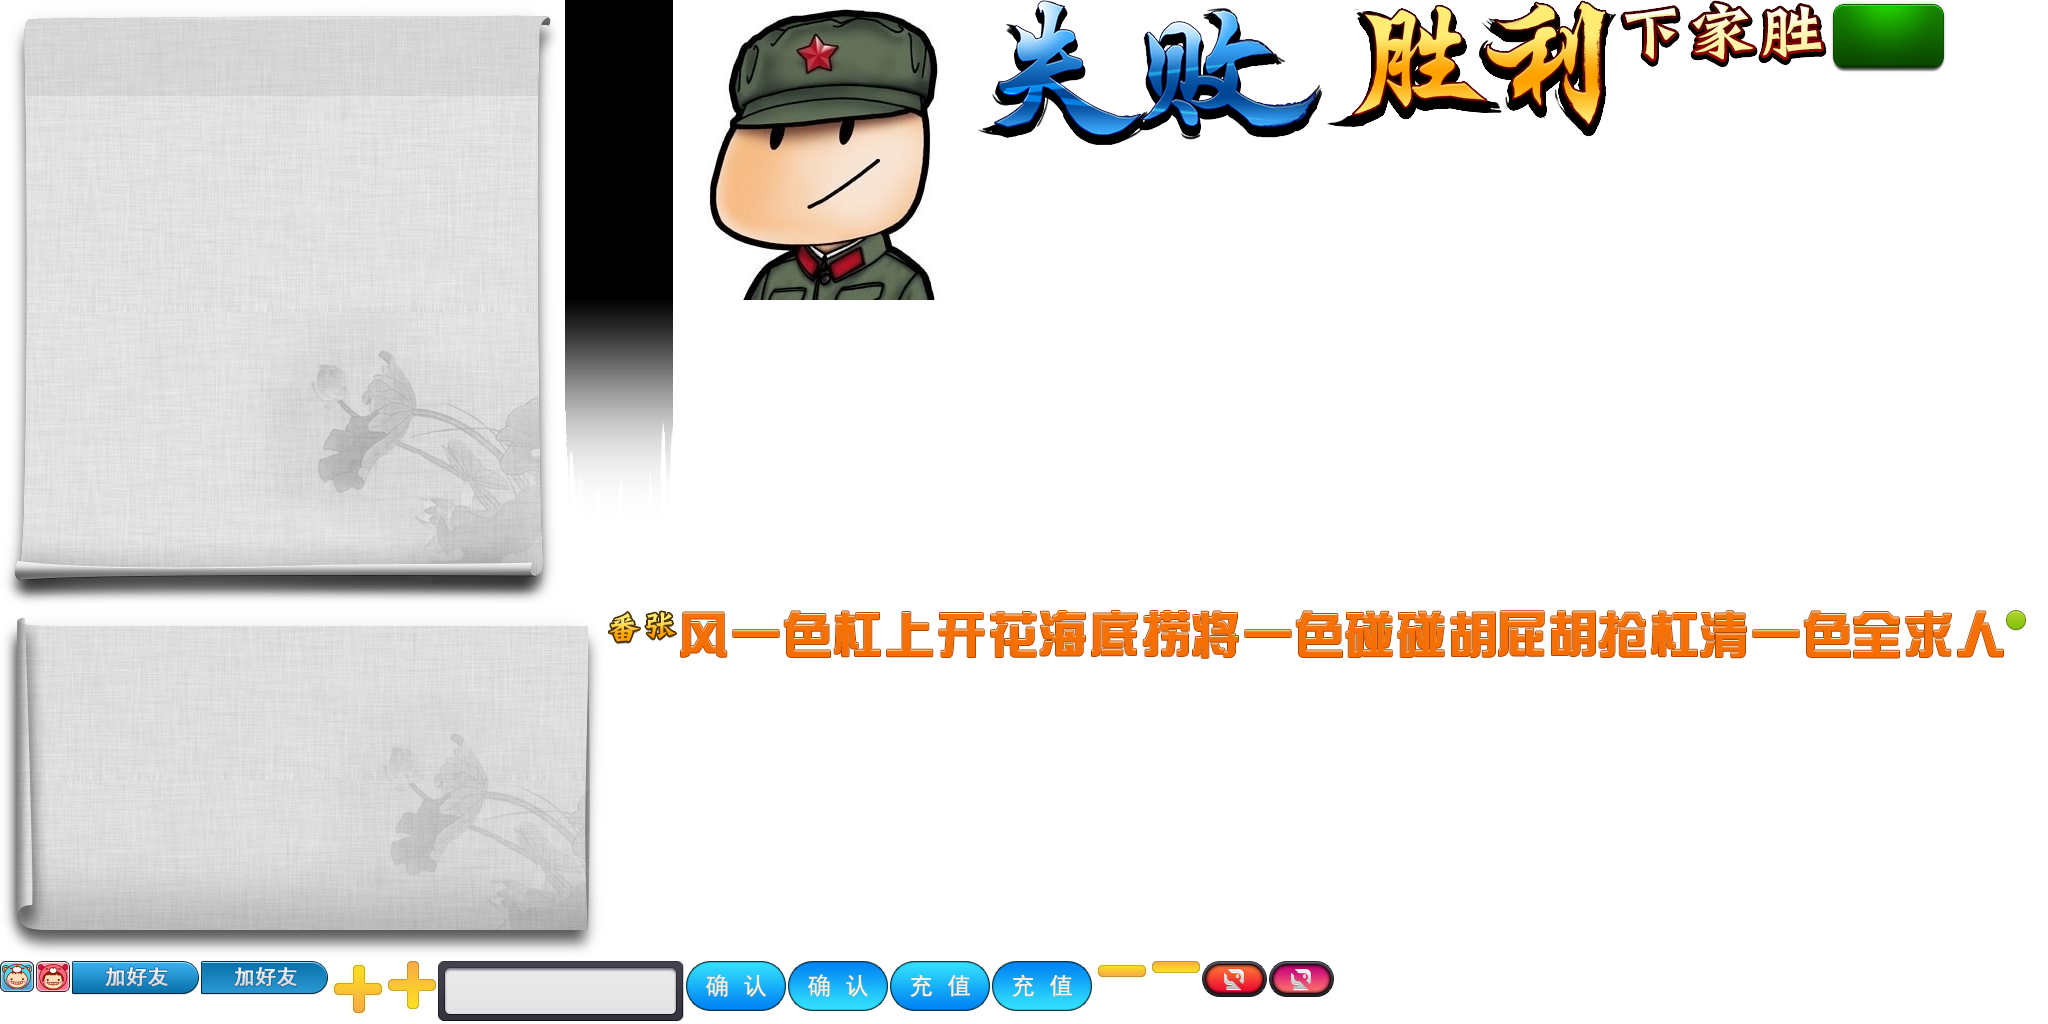 失败 胜利 下家胜
番张风一色杠上开花海底捞将一色碰碰胡屁胡抢杠清一色全求人
加好友 加好友 确认 确认 充值 充值